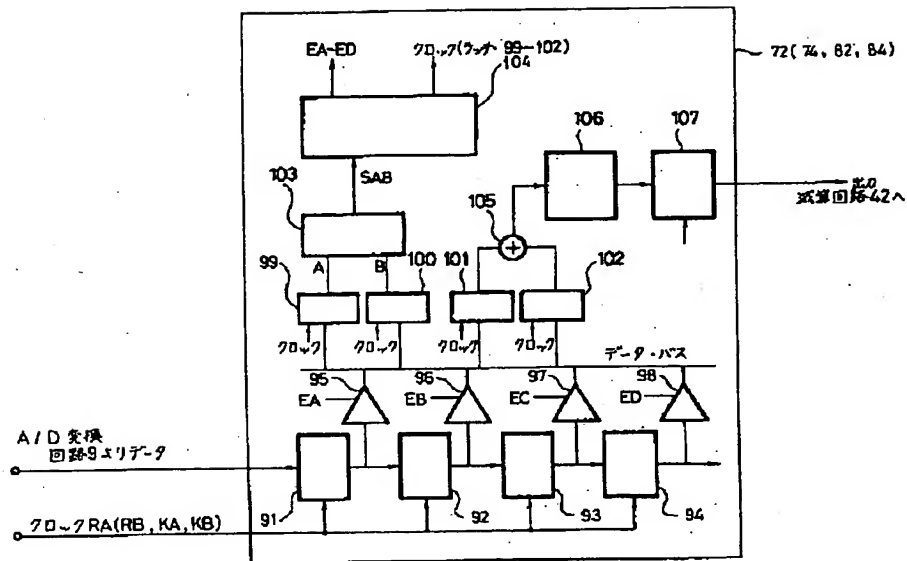 EA-ED
クロック(ラッチ 99-102)
104
72(74, 82, 84)
106
107
SAB
103
105
出力
減算回路42へ
A
B
99
100
101
102
クロック
クロック
クロック
クロック
データ・バス
95
96
97
98
EA
EB
EC
ED
A/D 変換
回路9よりデータ
91
92
93
94
クロックRA(RB, KA, KB)